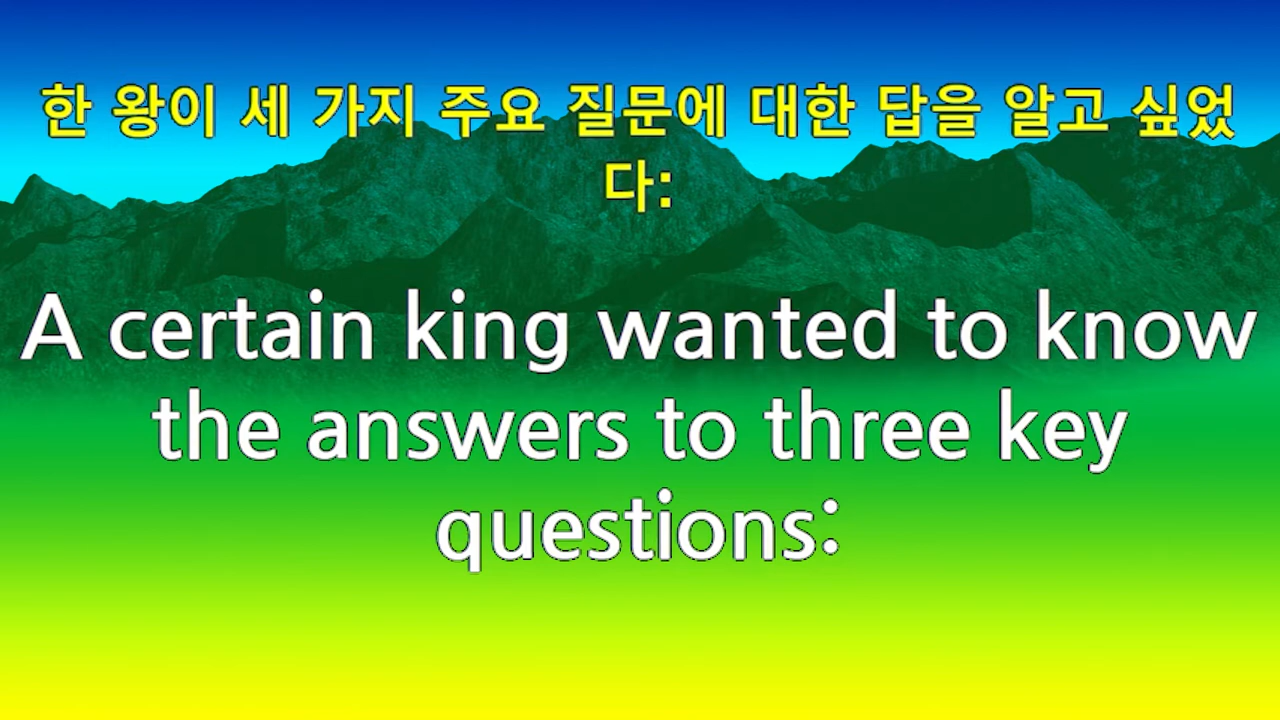 한 왕이 세 가지 주요 질문에 대한 답을 알고 싶었
다:
A certain king wanted to know
the answers to three key
questions: